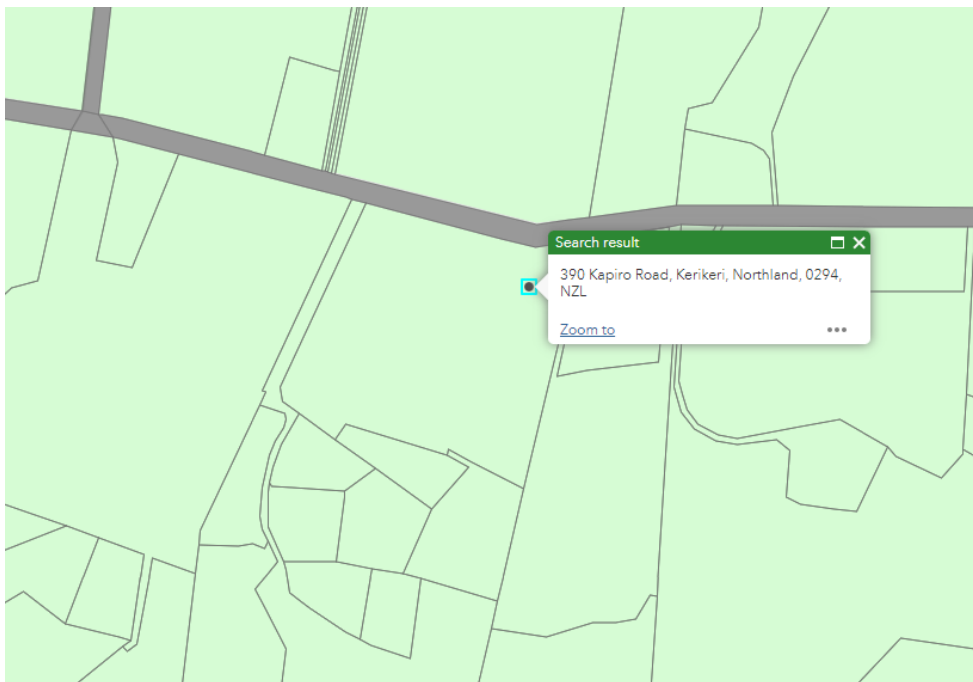 Search result
390 Kapiro Road, Kerikeri, Northland, 0294,
NZL
Zoom to